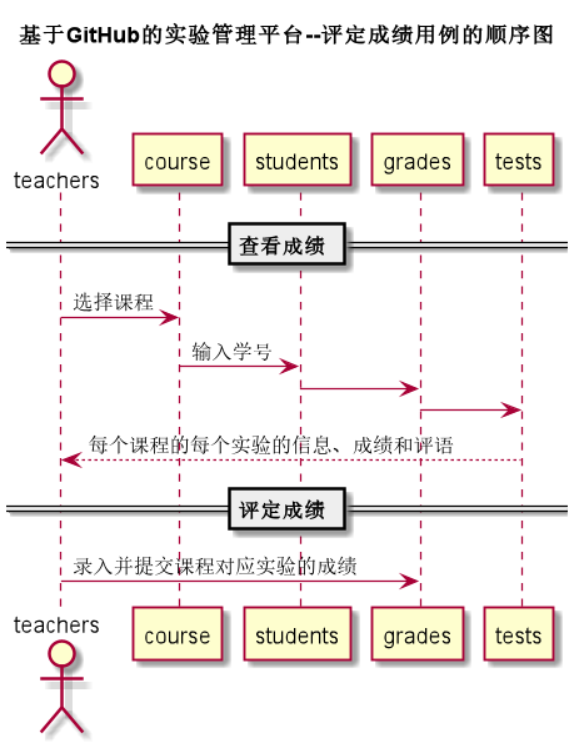 基于GitHub的实验管理平台--评定成绩用例的顺序图
teachers
course
students
grades
tests
查看成绩
选择课程
输入学号
每个课程的每个实验的信息、成绩和评语
评定成绩
录入并提交课程对应实验的成绩
teachers
course
students
grades
tests